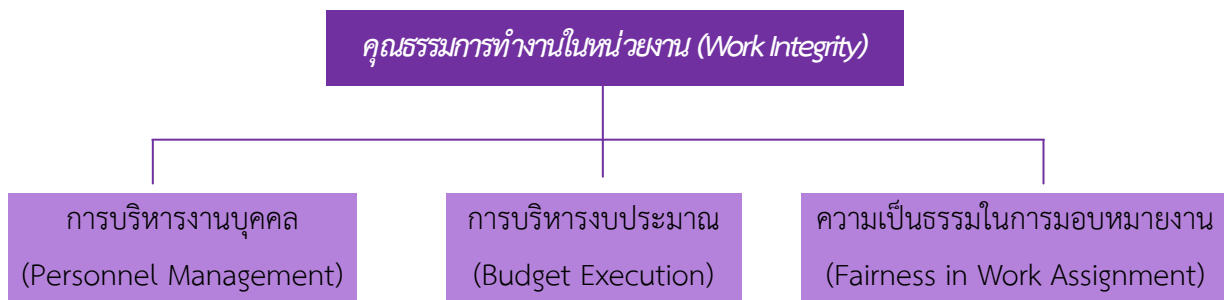 คุณธรรมการทำงานในหน่วยงาน (Work Integrity)
การบริหารงานบุคคล
(Personnel Management)
การบริหารงบประมาณ
(Budget Execution)
ความเป็นธรรมในการมอบหมายงาน
(Fairness in Work Assignment)